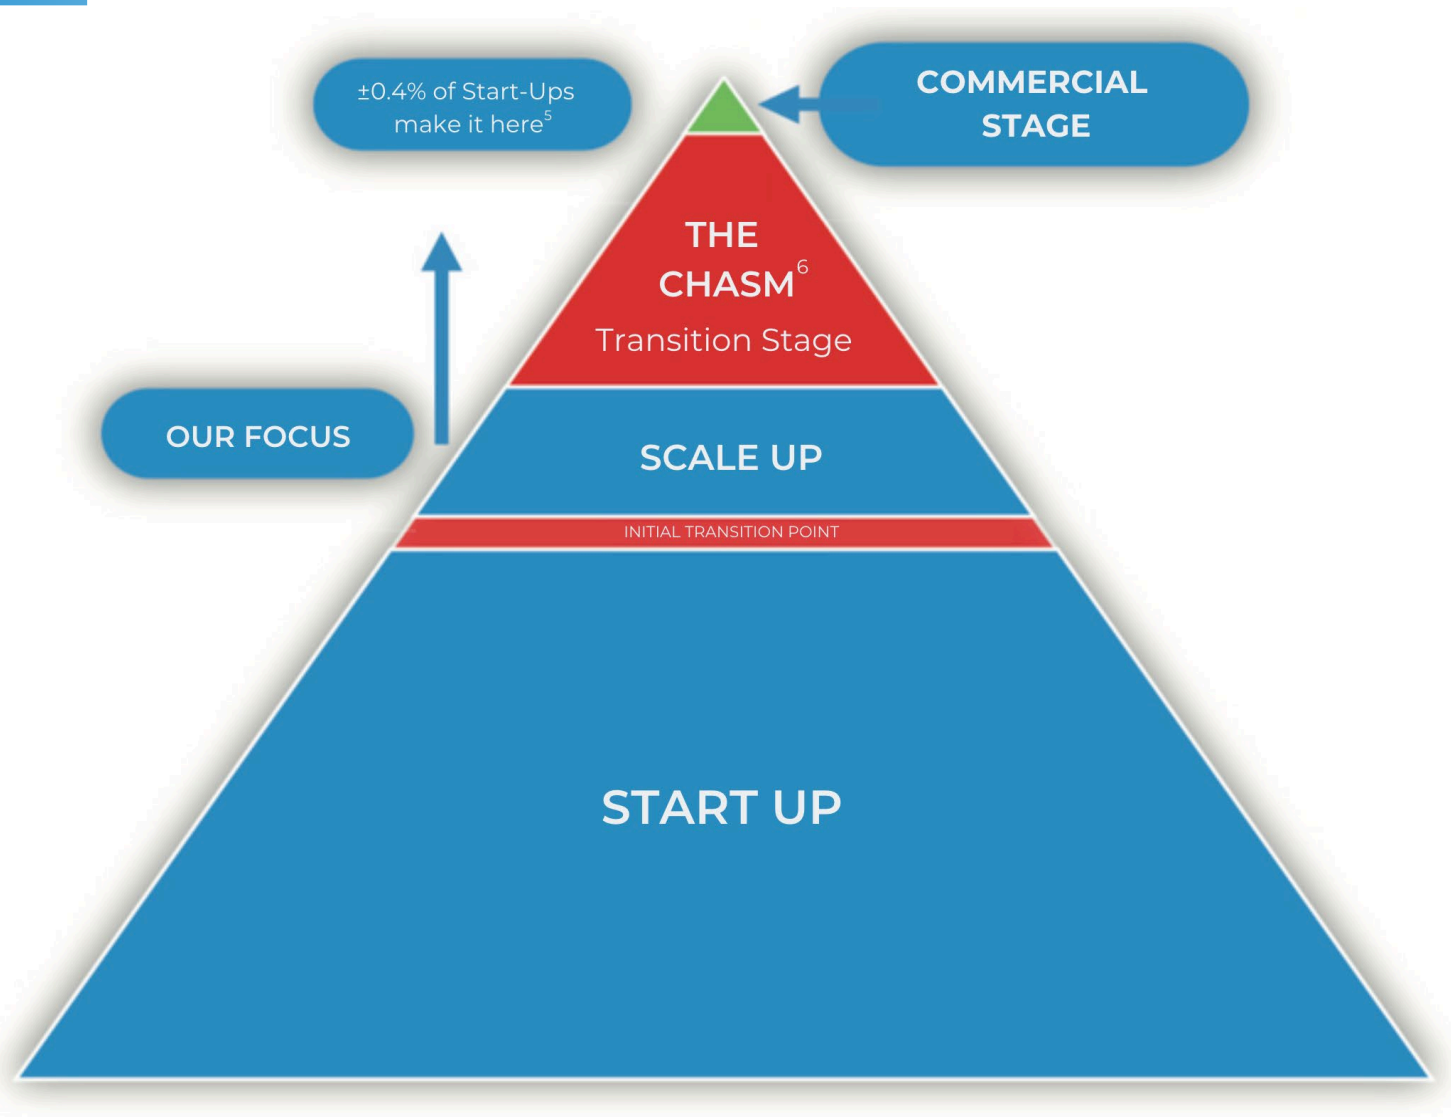 ±0.4% of Start-Ups
make it here⁵
COMMERCIAL
STAGE
THE
CHASM⁶
Transition Stage
OUR FOCUS
SCALE UP
INITIAL TRANSITION POINT
START UP